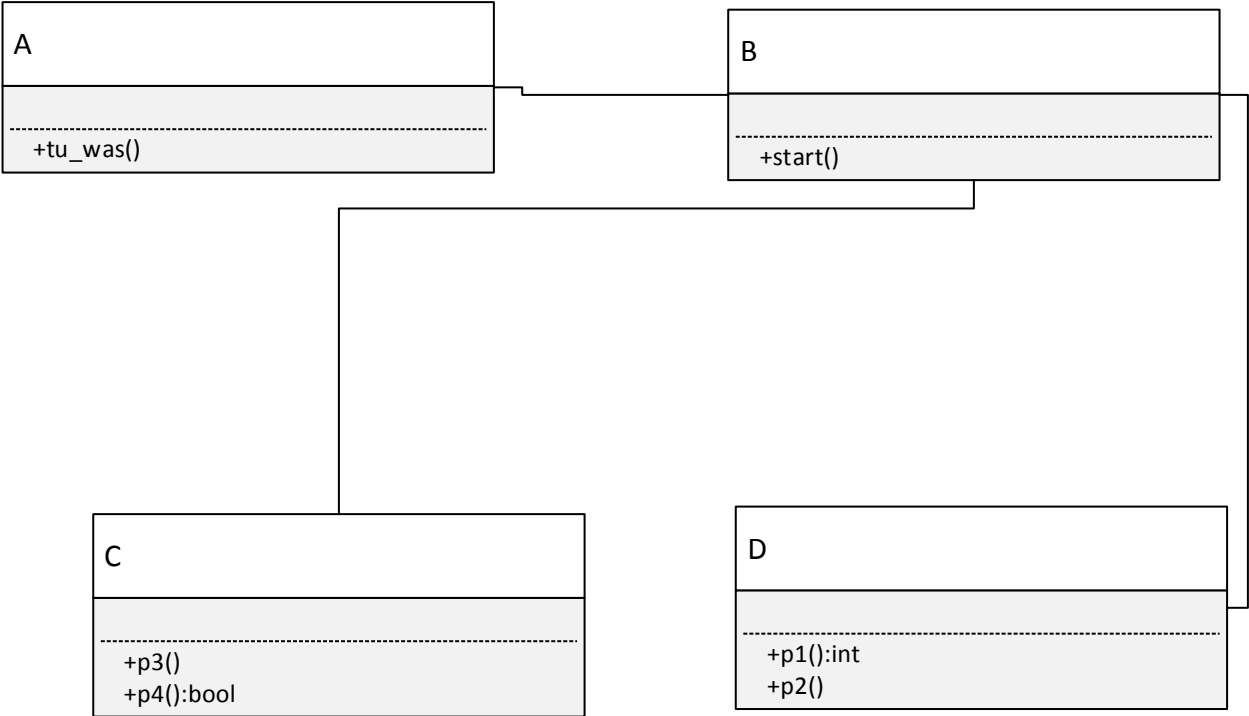 A
+tu_was()
B
+start()
C
+p3()
+p4():bool
D
+p1():int
+p2()